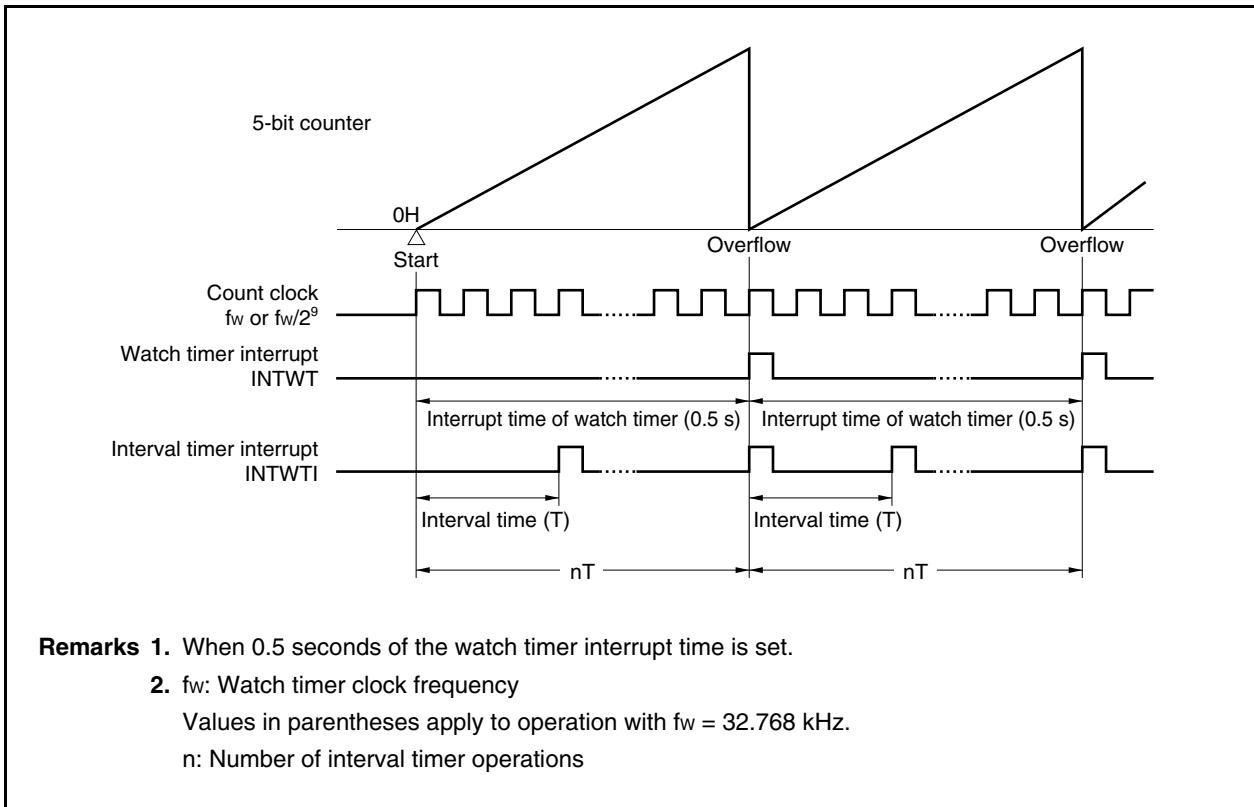 5-bit counter
0H
Start
Overflow
Overflow
Count clock
fW or fW/2⁹
Watch timer interrupt
INTWT
Interrupt time of watch timer (0.5 s)
Interrupt time of watch timer (0.5 s)
Interval timer interrupt
INTWTI
Interval time (T)
Interval time (T)
nT
nT
Remarks 1. When 0.5 seconds of the watch timer interrupt time is set.
2. fW: Watch timer clock frequency
Values in parentheses apply to operation with fW = 32.768 kHz.
n: Number of interval timer operations